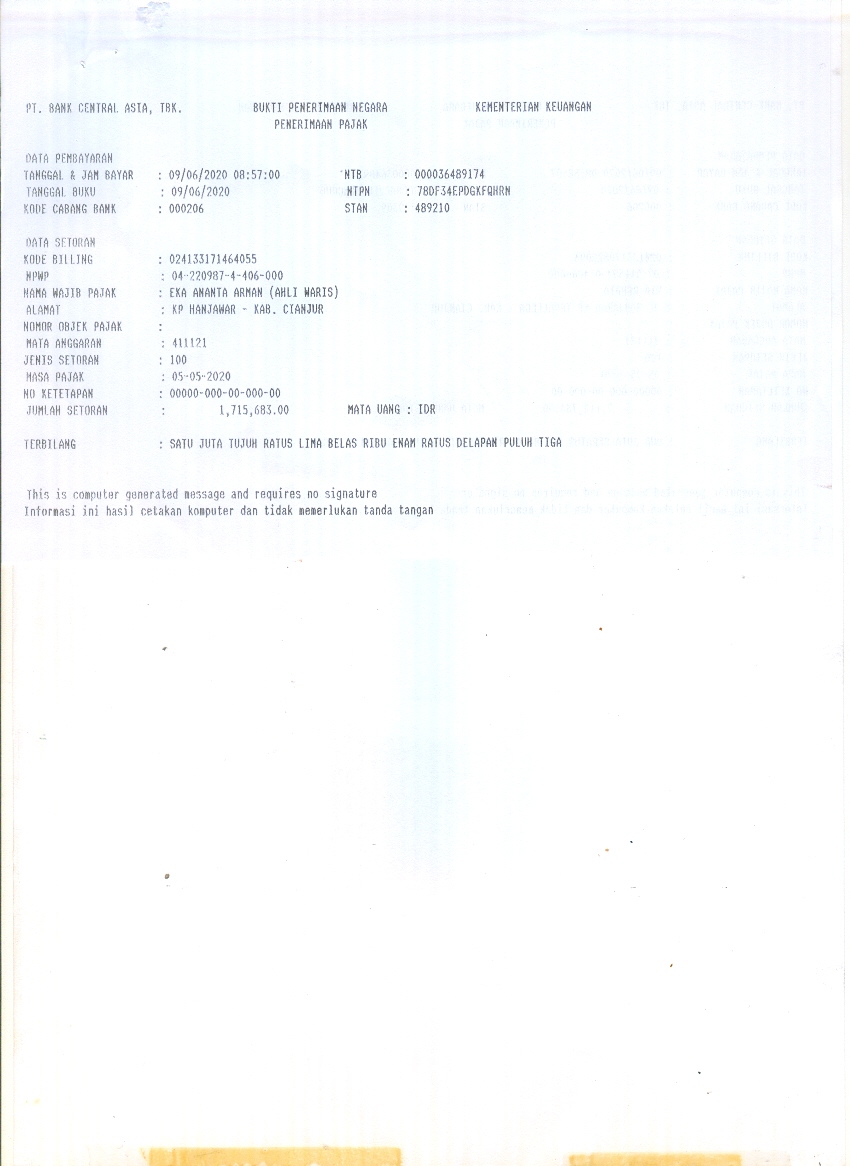 PT. BANK CENTRAL ASIA, TBK. BUKTI PENERIMAAN NEGARA KEMENTERIAN KEUANGAN
PENERIMAAN PAJAK
DATA PEMBAYARAN
TANGGAL & JAM BAYAR : 09/06/2020 08:57:00 NTB : 000036489174
TANGGAL BUKU : 09/06/2020 NTPN : 78DF34EPDGKFQHRN
KODE CABANG BANK : 000206 STAN : 489210
DATA SETORAN
KODE BILLING : 024133171464055
NPWP : 04-220987-4-406-000
NAMA WAJIB PAJAK : EKA ANANTA ARMAN (AHLI WARIS)
ALAMAT : KP HANJAWAR - KAB. CIANJUR
NOMOR OBJEK PAJAK :
MATA ANGGARAN : 411121
JENIS SETORAN : 100
MASA PAJAK : 05-05-2020
NO KETETAPAN : 00000-000-00-000-00
JUMLAH SETORAN : 1,715,683.00 MATA UANG : IDR
TERBILANG : SATU JUTA TUJUH RATUS LIMA BELAS RIBU ENAM RATUS DELAPAN PULUH TIGA
This is computer generated message and requires no signature
Informasi ini hasil cetakan komputer dan tidak memerlukan tanda tangan